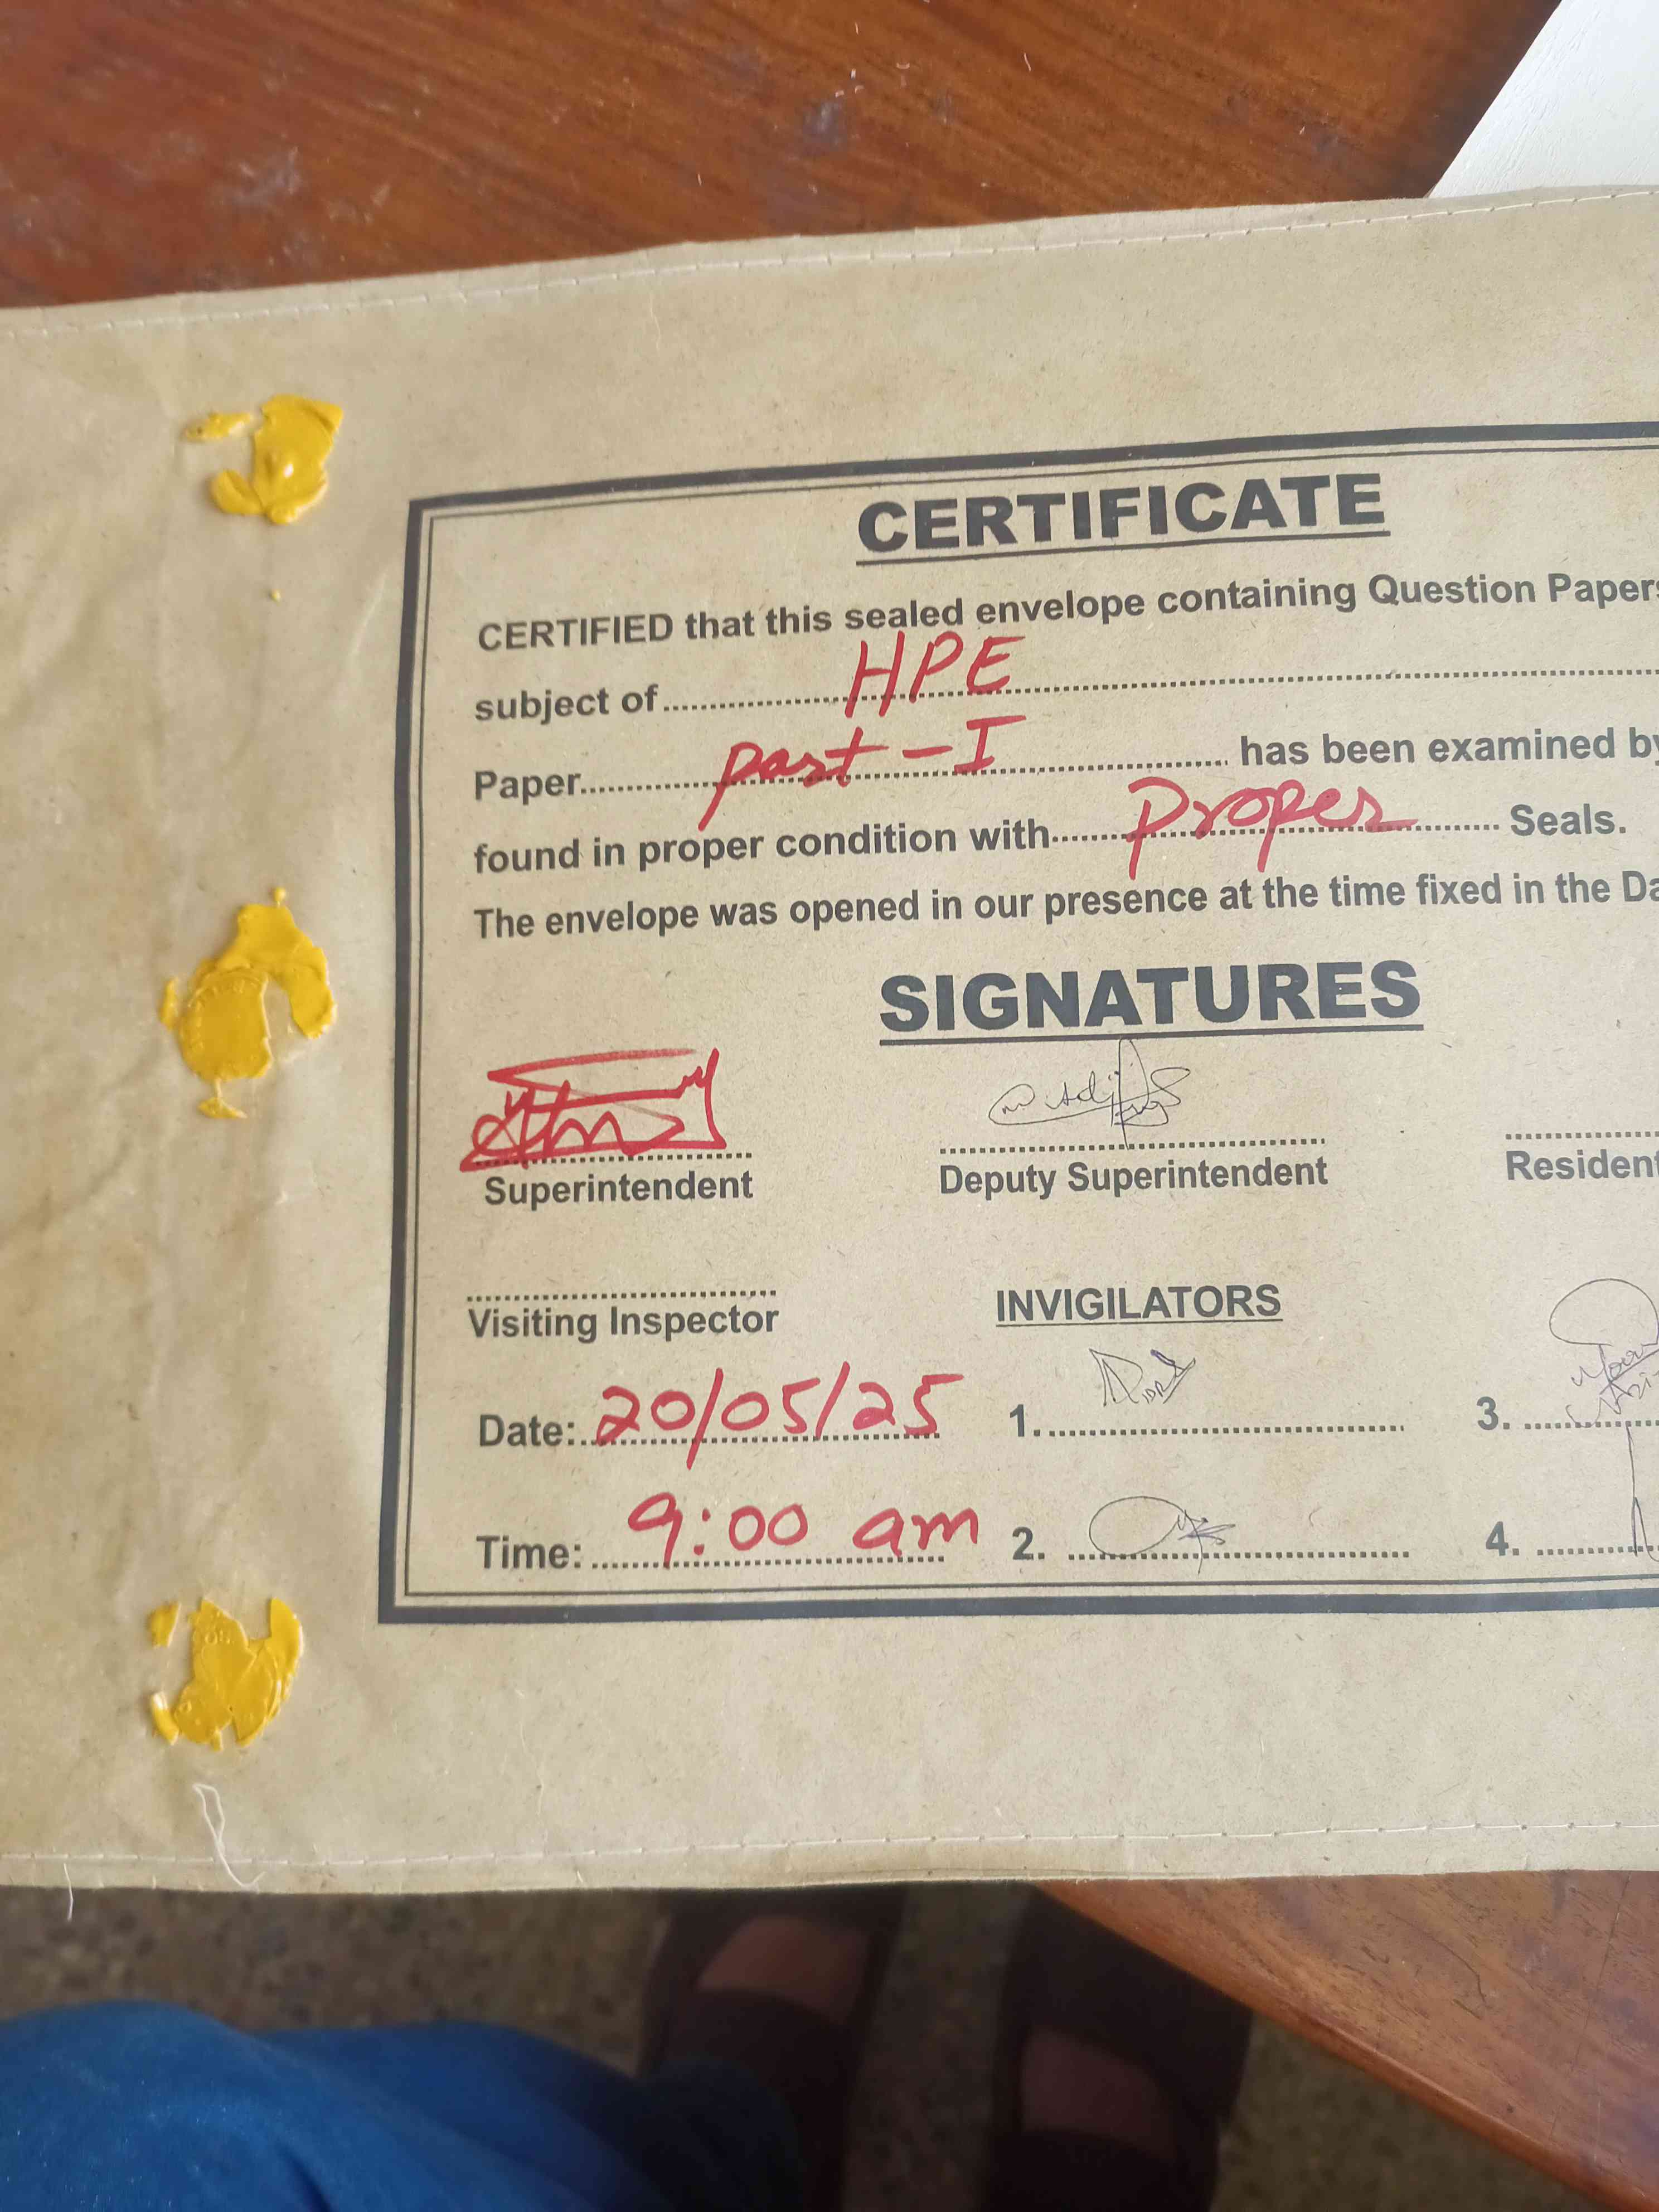 CERTIFICATE
CERTIFIED that this sealed envelope containing Question Papers
subject of HPE
Paper part-I has been examined by
found in proper condition with Proper Seals.
The envelope was opened in our presence at the time fixed in the Da
SIGNATURES
Superintendent Deputy Superintendent Resident
Visiting Inspector INVIGILATORS
Date: 20/05/25 1. 3.
Time: 9:00 am 2. 4.